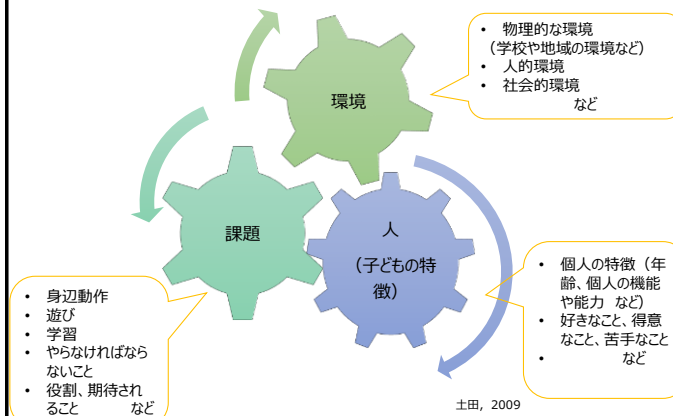 環境
• 物理的な環境
（学校や地域の環境など）
• 人的環境
• 社会的環境
など
課題
人
（子どもの特
徴）
• 身辺動作
• 遊び
• 学習
• やらなければなら
ないこと
• 役割、期待され
ること など
• 個人の特徴（年
齢、個人の機能
や能力 など）
• 好きなこと、得意
なこと、苦手なこと
• など
土田，2009